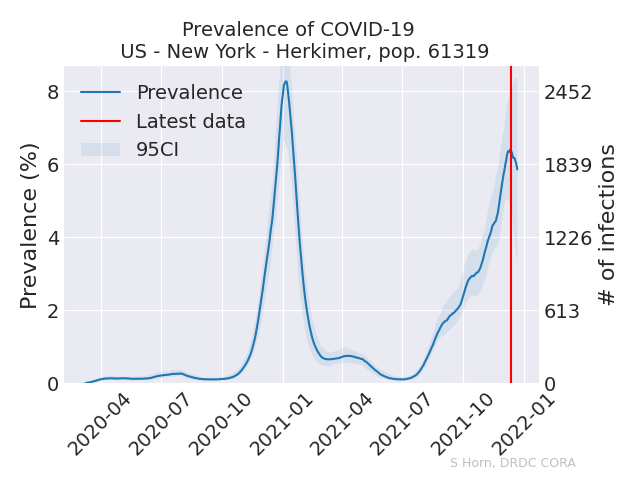 Prevalence of COVID-19
US - New York - Herkimer, pop. 61319
Prevalence
Latest data
95CI
Prevalence (%)
8
6
4
2
0
2452
1839
1226
613
0
# of infections
2020-04
2020-07
2020-10
2021-01
2021-04
2021-07
2021-10
2022-01
S Horn, DRDC CORA